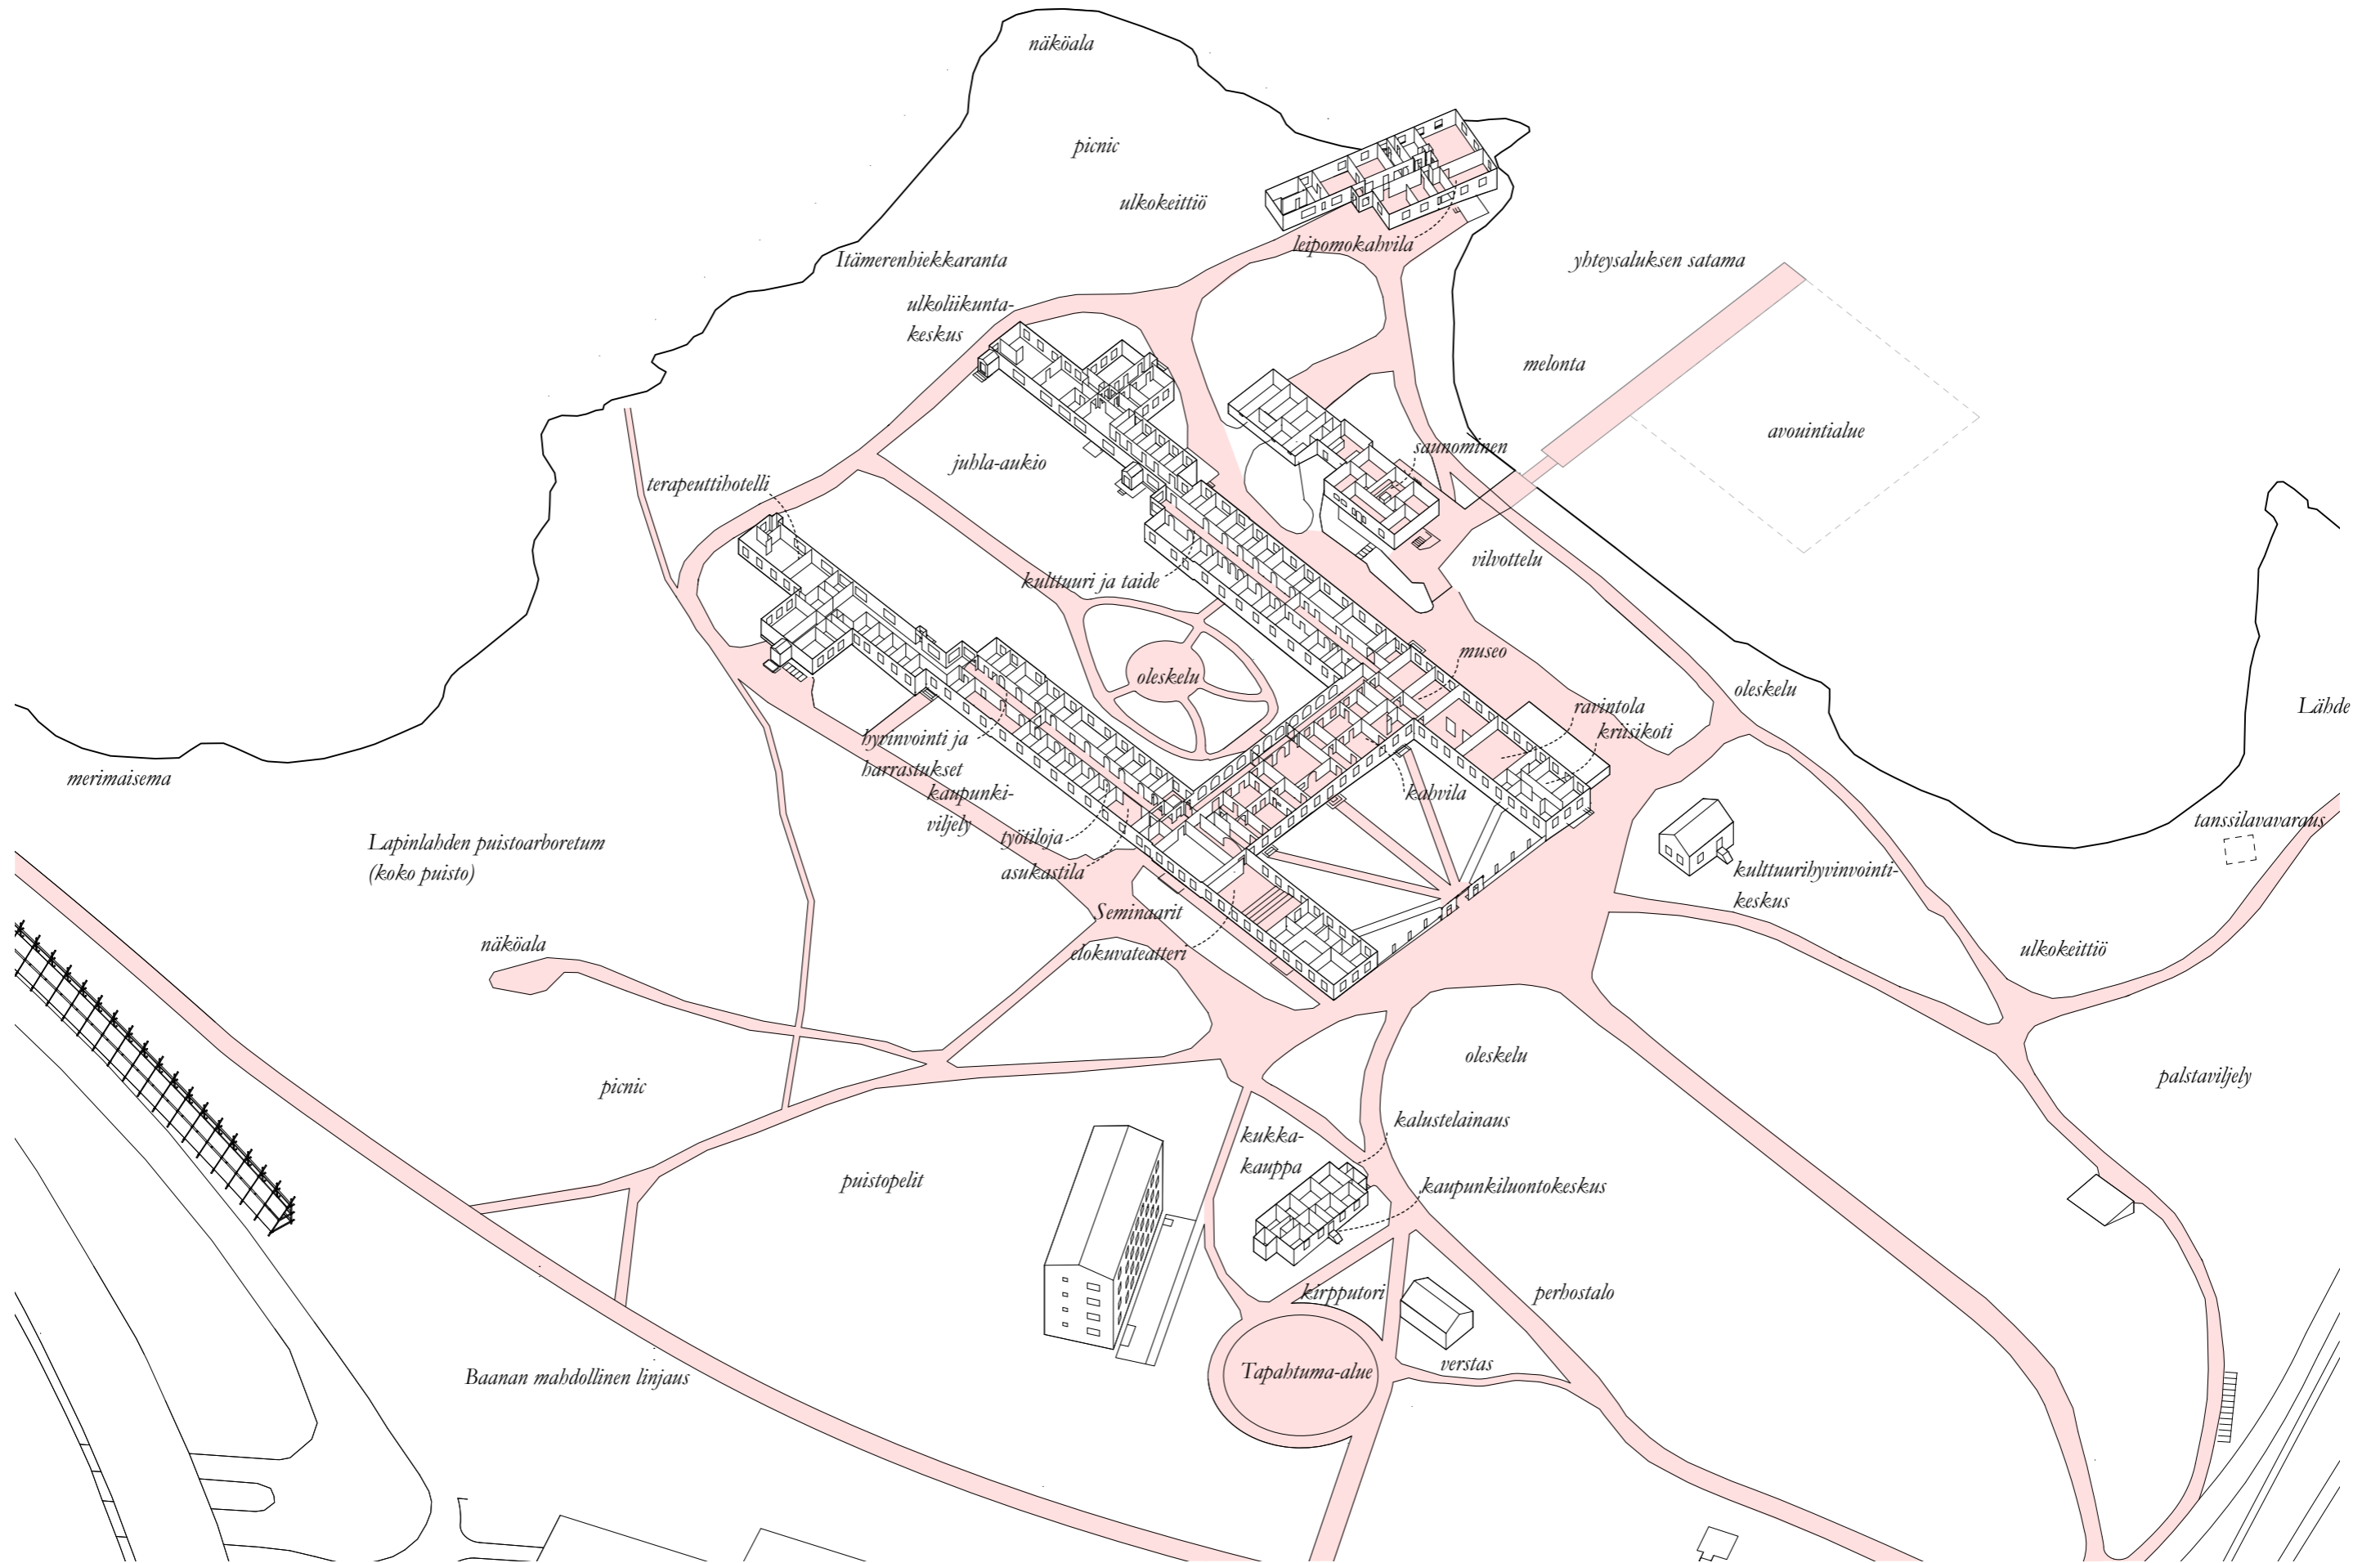 näköala
picnic
ulkokeittiö
leipomokahvila
Itämerenhiekkaranta
yhteysaluksen satama
ulkoliikunta-
keskus
melonta
avouintialue
saunominen
juhla-aukio
terapeuttihotelli
vilvottelu
kulttuuri ja taide
museo
oleskelu
oleskelu
ravintola
kriisikoti
Lähde
hyrinvointi ja
harrastukset
merimaisema
kaupunki-
viljely
kahvila
tanssilavavaraus
työtiloja
asukastila
Lapinlahden puistoarboretum
(koko puisto)
kulttuurihyvinvointi-
keskus
Seminaarit
elokuvateatteri
näköala
ulkokeittiö
oleskelu
picnic
palstaviljely
kalustelainaus
kukka-
kauppa
puistopelit
kaupunkiluontokeskus
kirpputori
perhostalo
verstas
Tapahtuma-alue
Baanan mahdollinen linjaus